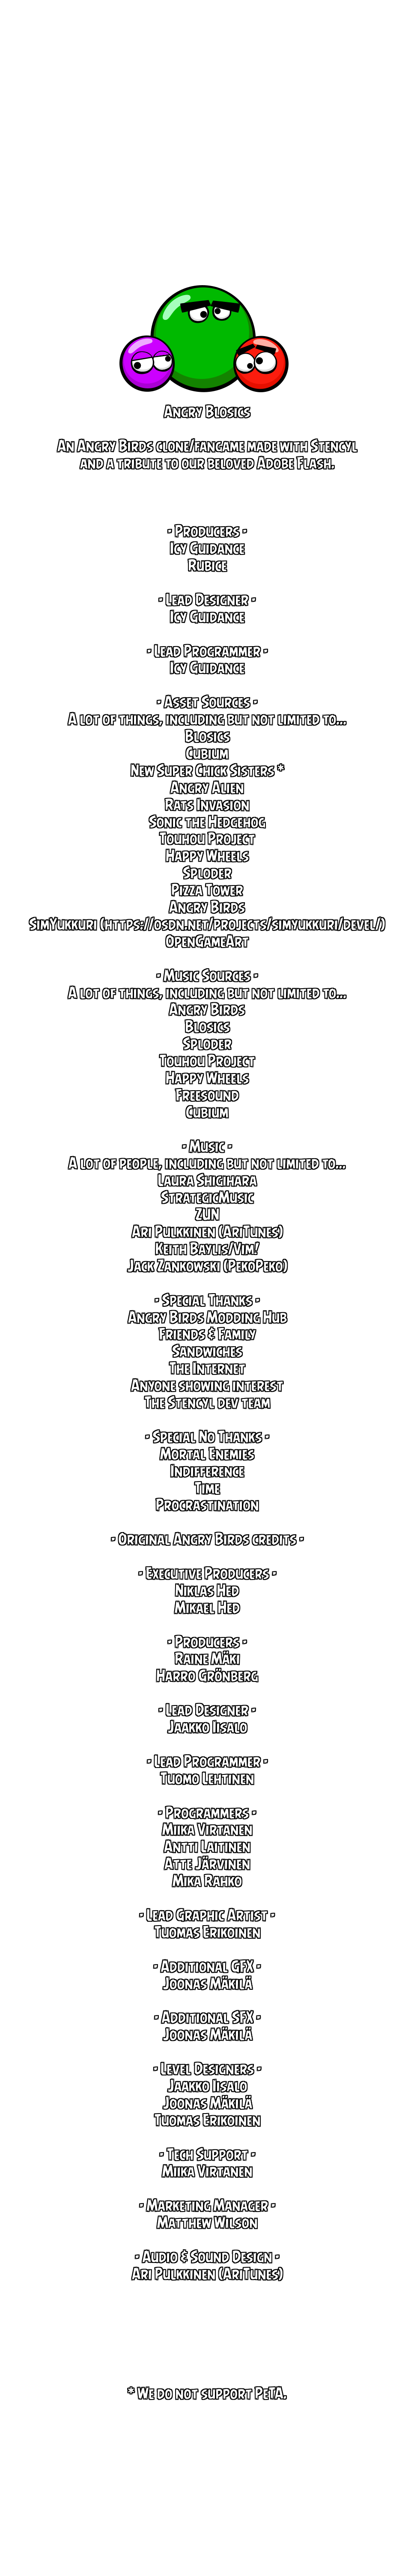 Angry Blosics
An Angry Birds clone/fangame made with Stencyl
and a tribute to our beloved Adobe Flash.
- Producers -
Icy Guidance
Rubice
- Lead Designer -
Icy Guidance
- Lead Programmer -
Icy Guidance
- Asset Sources -
A lot of things, including but not limited to...
Blosics
Cubium
New Super Chick Sisters *
Angry Alien
Rats Invasion
Sonic the Hedgehog
Touhou Project
Happy Wheels
Sploder
Pizza Tower
Angry Birds
SimYukkuri (https://osdn.net/projects/simyukkuri/devel/)
OpenGameArt
- Music Sources -
A lot of things, including but not limited to...
Angry Birds
Blosics
Sploder
Touhou Project
Happy Wheels
Freesound
Cubium
- Music -
A lot of people, including but not limited to...
Laura Shigihara
StrategicMusic
ZUN
Ari Pulkkinen (AriTunes)
Keith Baylis/Vim!
Jack Zankowski (PekoPeko)
- Special Thanks -
Angry Birds Modding Hub
Friends & Family
Sandwiches
The Internet
Anyone showing interest
The Stencyl dev team
- Special No Thanks -
Mortal Enemies
Indifference
Time
Procrastination
- Original Angry Birds credits -
- Executive Producers -
Niklas Hed
Mikael Hed
- Producers -
Raine Mäki
Harro Grönberg
- Lead Designer -
Jaakko Iisalo
- Lead Programmer -
Tuomo Lehtinen
- Programmers -
Miika Virtanen
Antti Laitinen
Atte Järvinen
Mika Rahko
- Lead Graphic Artist -
Tuomas Erikoinen
- Additional GFX -
Joonas Mäkilä
- Additional SFX -
Joonas Mäkilä
- Level Designers -
Jaakko Iisalo
Joonas Mäkilä
Tuomas Erikoinen
- Tech Support -
Miika Virtanen
- Marketing Manager -
Matthew Wilson
- Audio & Sound Design -
Ari Pulkkinen (AriTunes)
* We do not support PeTA.